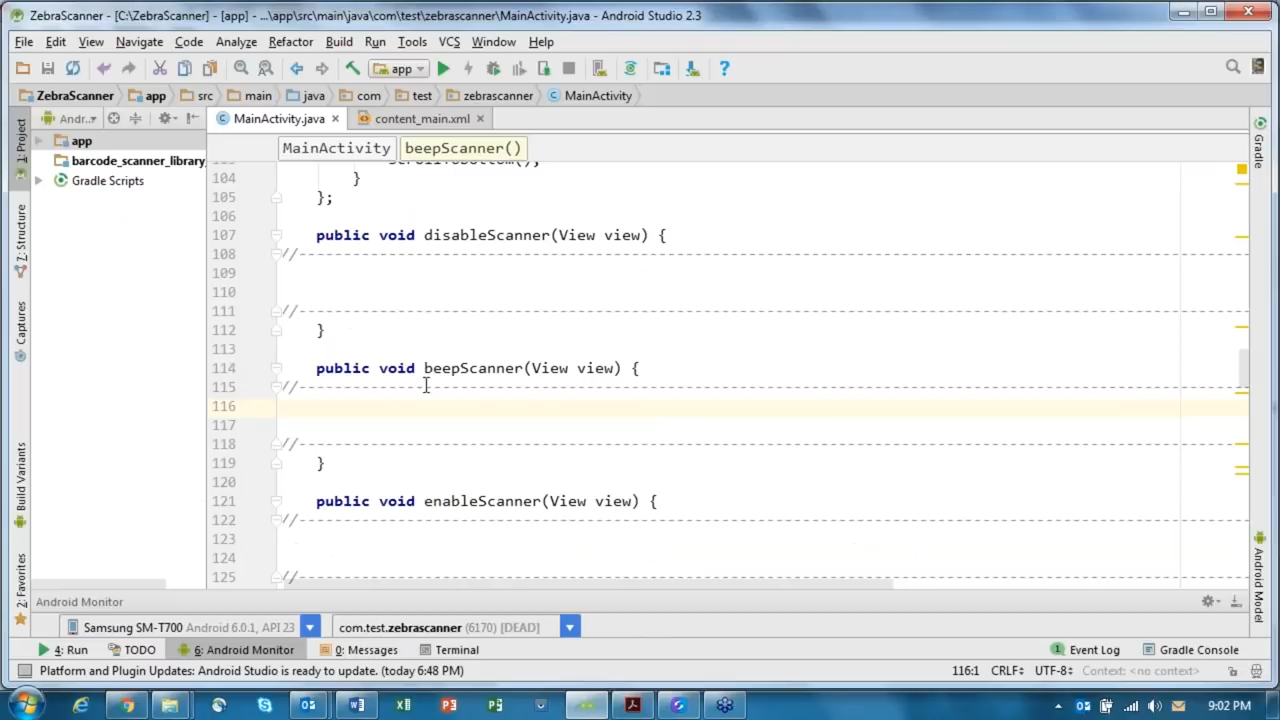 ZebraScanner - [C:\ZebraScanner] - [app] - ...\app\src\main\java\com\test\zebrascanner\MainActivity.java - Android Studio 2.3
File Edit View Navigate Code Analyze Refactor Build Run Tools VCS Window Help
app
ZebraScanner app src main java com test zebrascanner MainActivity
Andr... MainActivity.java content_main.xml
1: Project
Z: Structure
Captures
Build Variants
2: Favorites
app
barcode_scanner_library
Gradle Scripts
MainActivity beepScanner()
104 }
105 };
106
107 public void disableScanner(View view) {
108 //--------------------------------------------------
109
110
111 //--------------------------------------------------
112 }
113
114 public void beepScanner(View view) {
115 //--------------------------------------------------
116
117
118 //--------------------------------------------------
119 }
120
121 public void enableScanner(View view) {
122 //--------------------------------------------------
123
124
125 //--------------------------------------------------
Gradle
Android Model
Android Monitor
Samsung SM-T700 Android 6.0.1, API 23 com.test.zebrascanner (6170) [DEAD]
4: Run TODO 6: Android Monitor 0: Messages Terminal 1 Event Log Gradle Console
Platform and Plugin Updates: Android Studio is ready to update. (today 6:48 PM) 116:1 CRLF UTF-8 Context: <no context>
9:02 PM